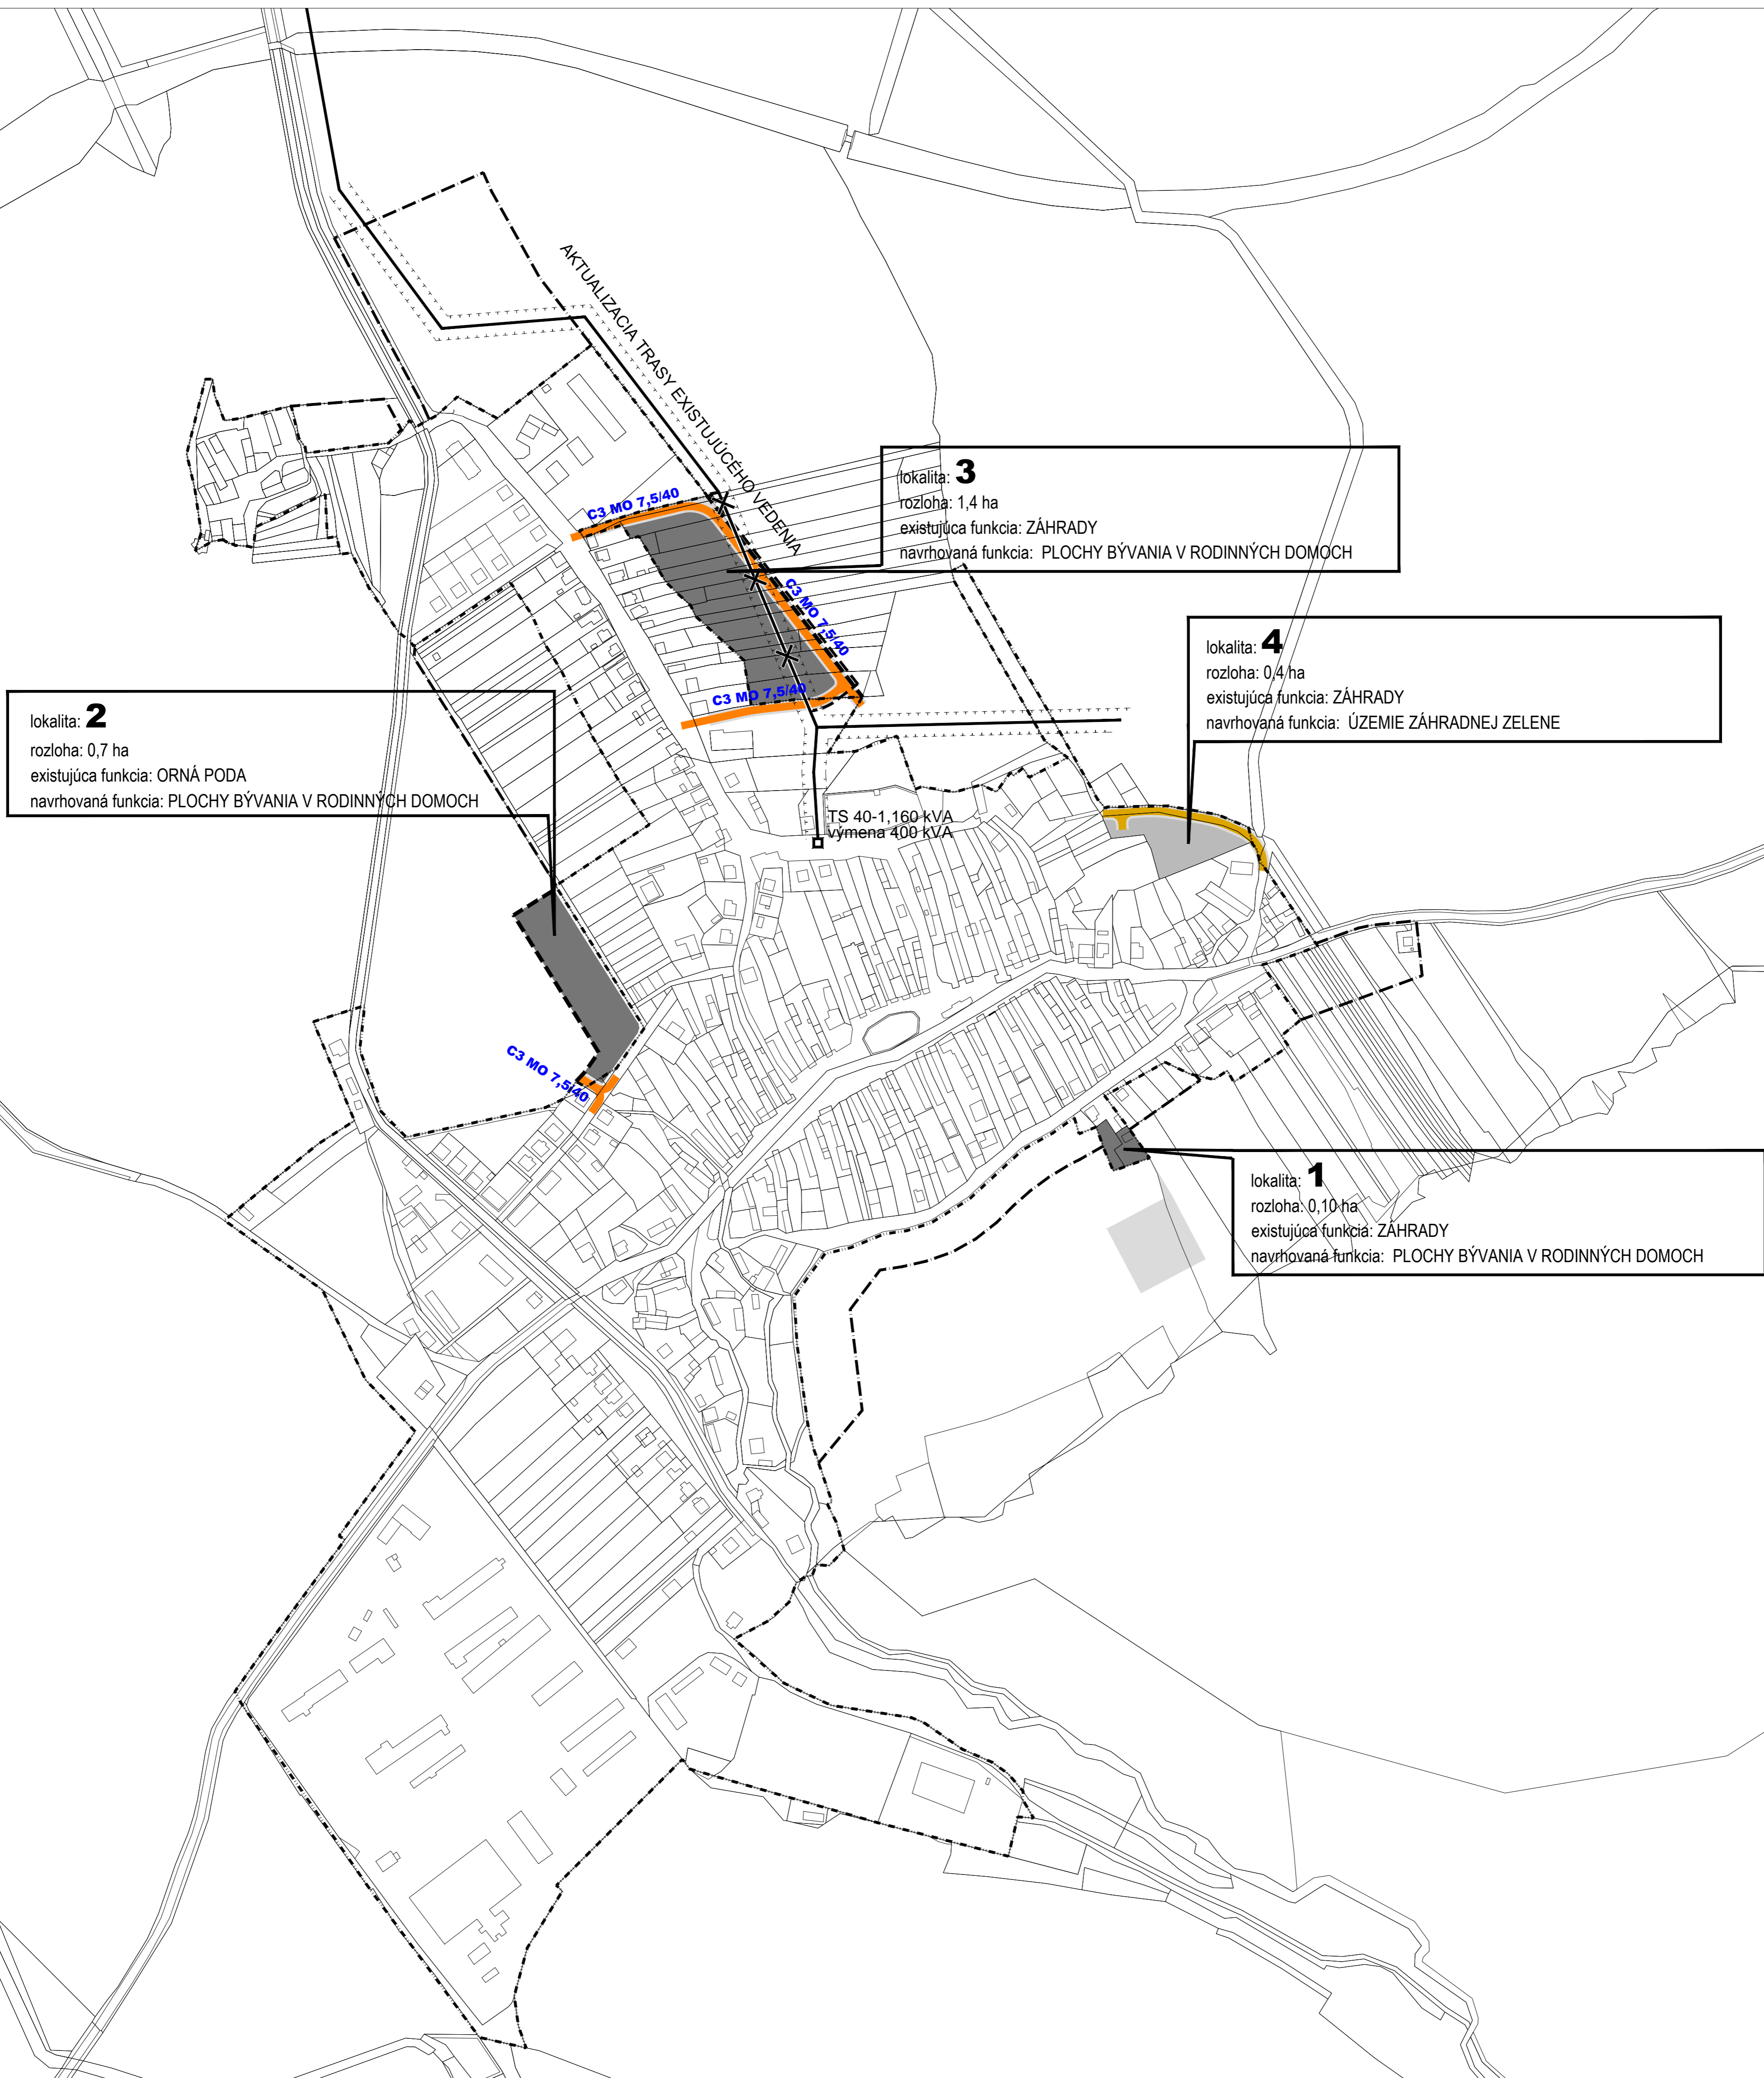 AKTUALIZACIA TRASY EXISTUJÚCÉHO VEDENIA
lokalita: 3
rozloha: 1,4 ha
existujúca funkcia: ZÁHRADY
navrhovaná funkcia: PLOCHY BÝVANIA V RODINNÝCH DOMOCH
C3 MO 7,5/40
C3 MO 7,5/40
C3 MO 7,5/40
lokalita: 4
rozloha: 0,4 ha
existujúca funkcia: ZÁHRADY
navrhovaná funkcia: ÚZEMIE ZÁHRADNEJ ZELENE
lokalita: 2
rozloha: 0,7 ha
existujúca funkcia: ORNÁ PODA
navrhovaná funkcia: PLOCHY BÝVANIA V RODINNÝCH DOMOCH
TS 40-1,160 kVA
výmena 400 kVA
C3 MO 7,5/40
lokalita: 1
rozloha: 0,10 ha
existujúca funkcia: ZÁHRADY
navrhovaná funkcia: PLOCHY BÝVANIA V RODINNÝCH DOMOCH